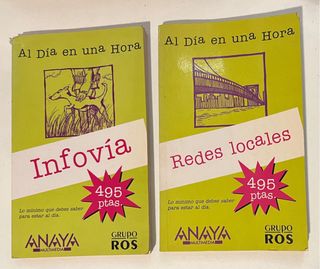 Al Día en una Hora
Infovía
495
ptas.
Lo mínimo que debes saber
para estar al día.
ANAYA
MULTIMEDIA
GRUPO
ROS
Al Día en una Hora
Redes locales
495
ptas.
Lo mínimo que debes saber
para estar al día.
ANAYA
MULTIMEDIA
GRUPO
ROS